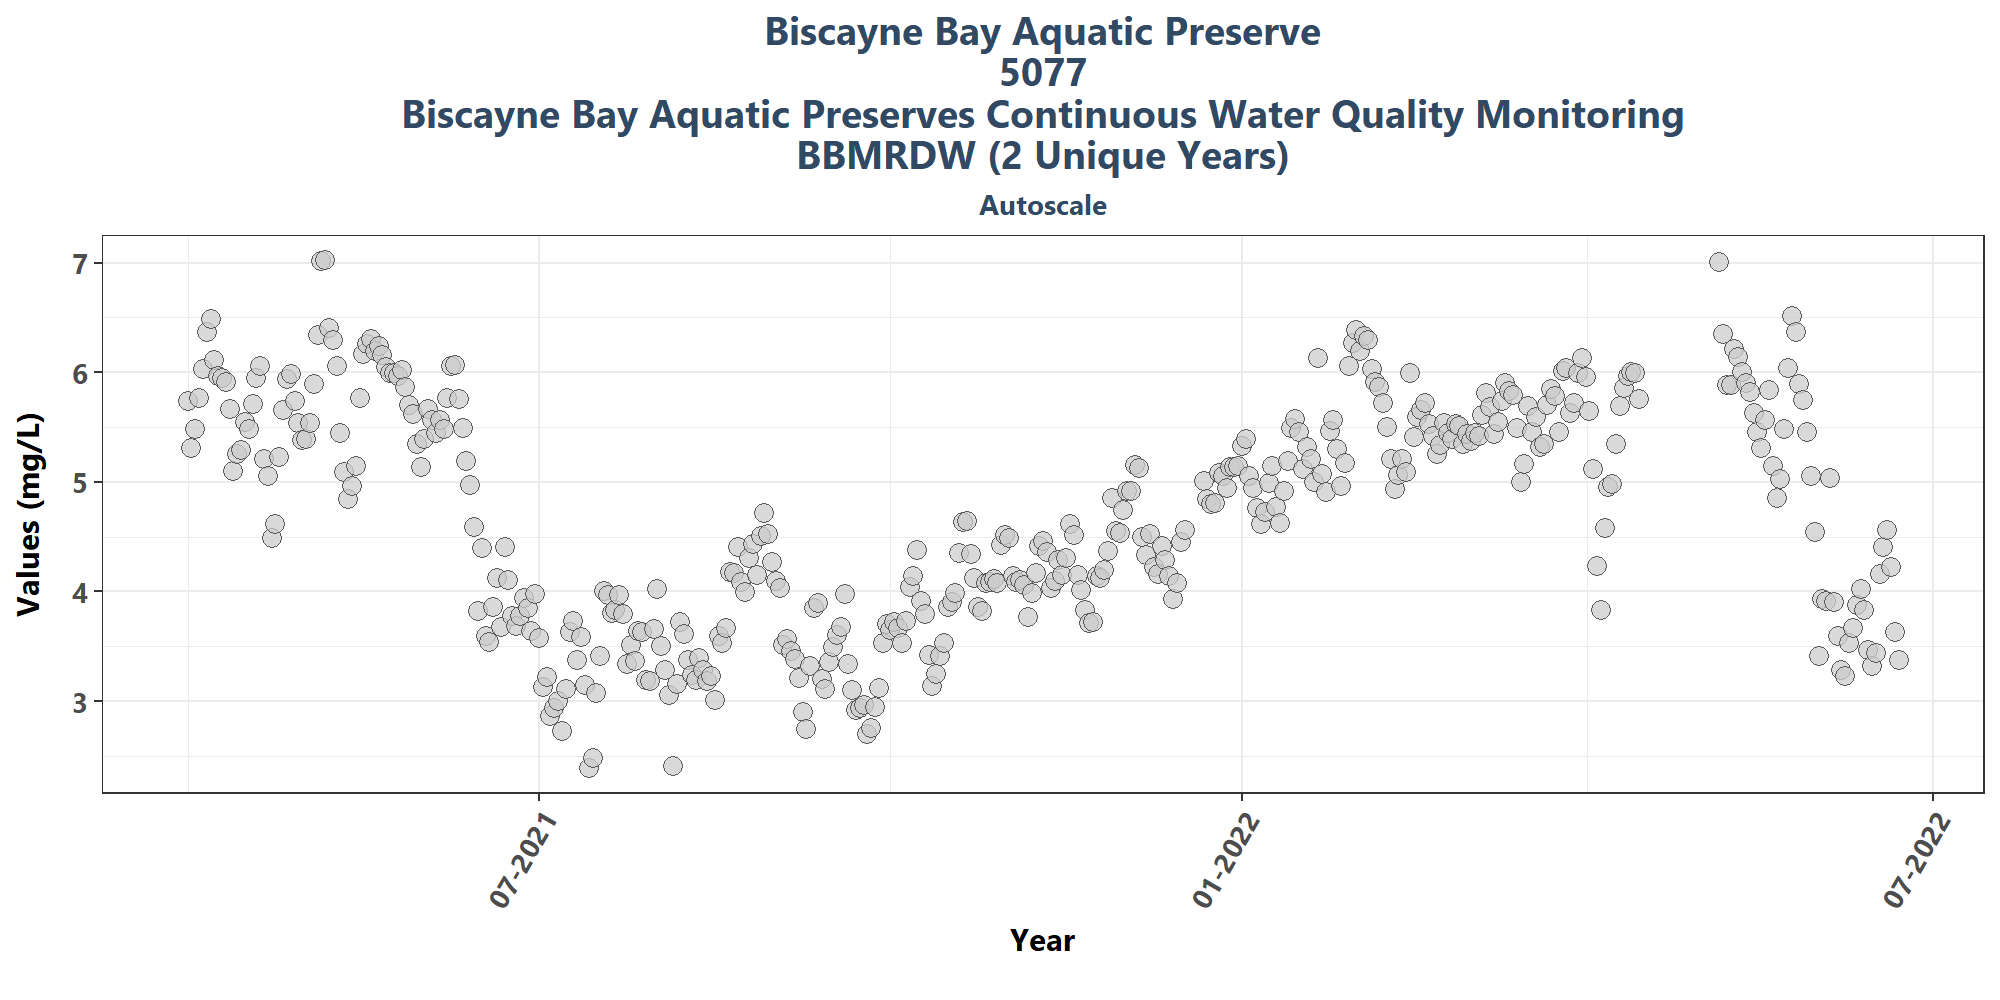 Biscayne Bay Aquatic Preserve
5077
Biscayne Bay Aquatic Preserves Continuous Water Quality Monitoring
BBMRDW (2 Unique Years)
Autoscale
Values (mg/L)
7
6
5
4
3
07-2021
01-2022
07-2022
Year